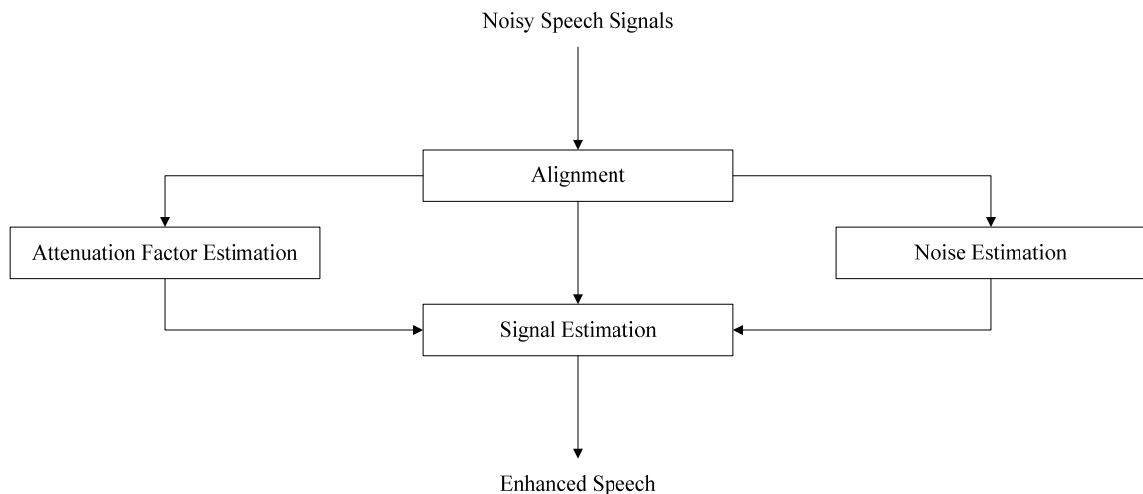 Noisy Speech Signals
Alignment
Attenuation Factor Estimation
Noise Estimation
Signal Estimation
Enhanced Speech